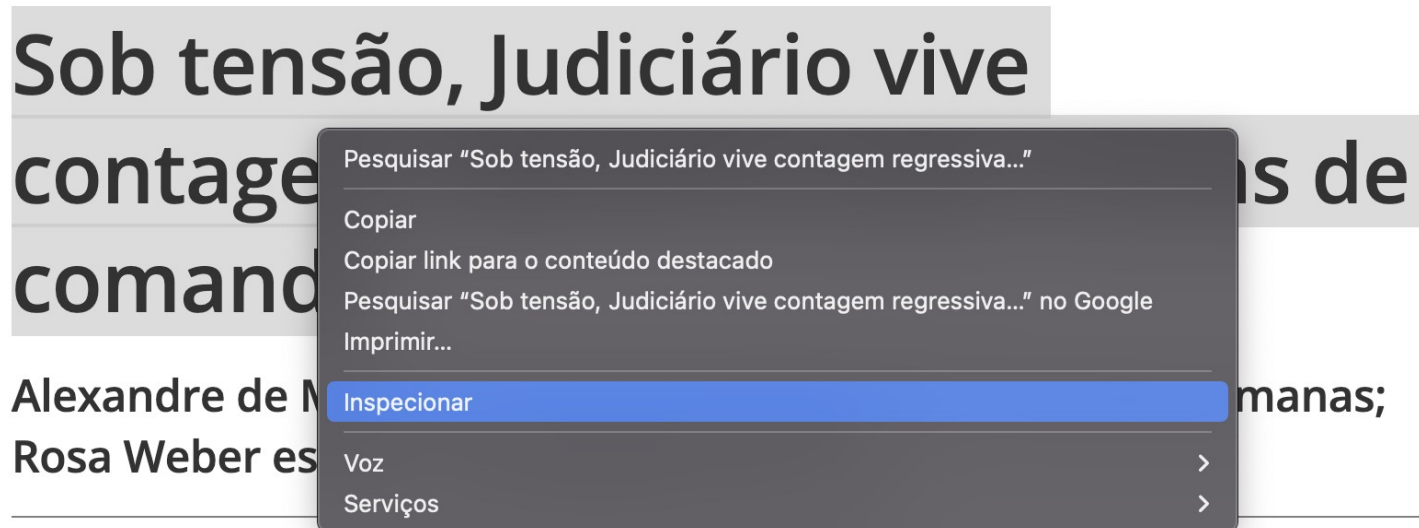 Sob tensão, Judiciário vive
contage s de
comand
Pesquisar “Sob tensão, Judiciário vive contagem regressiva...”
Copiar
Copiar link para o conteúdo destacado
Pesquisar “Sob tensão, Judiciário vive contagem regressiva...” no Google
Imprimir...
Inspecionar
Voz
Serviços
Alexandre de manas;
Rosa Weber es